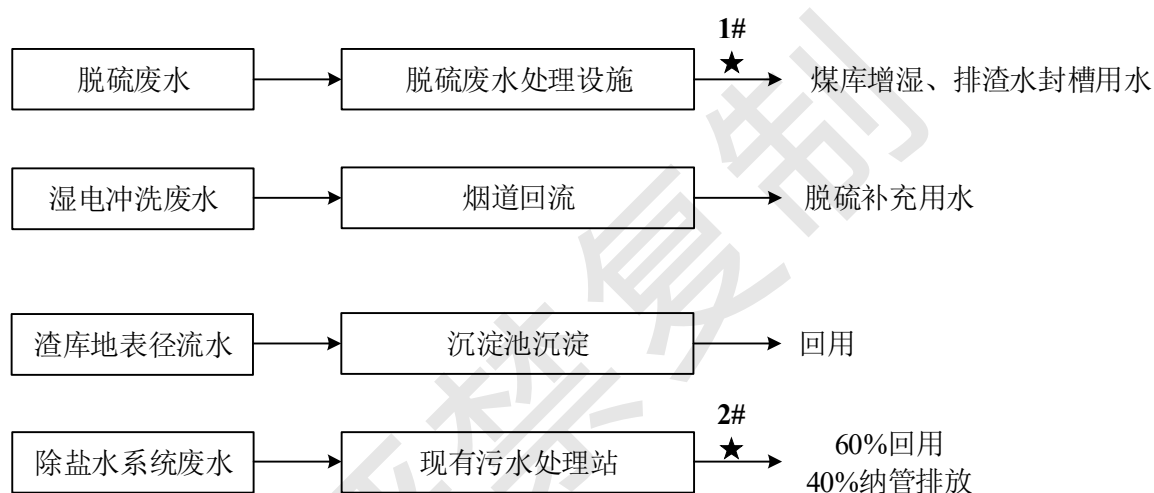 1#
★
脱硫废水
脱硫废水处理设施
煤库增湿、排渣水封槽用水
湿电冲洗废水
烟道回流
脱硫补充用水
渣库地表径流水
沉淀池沉淀
回用
2#
★
除盐水系统废水
现有污水处理站
60%回用
40%纳管排放
严禁复制